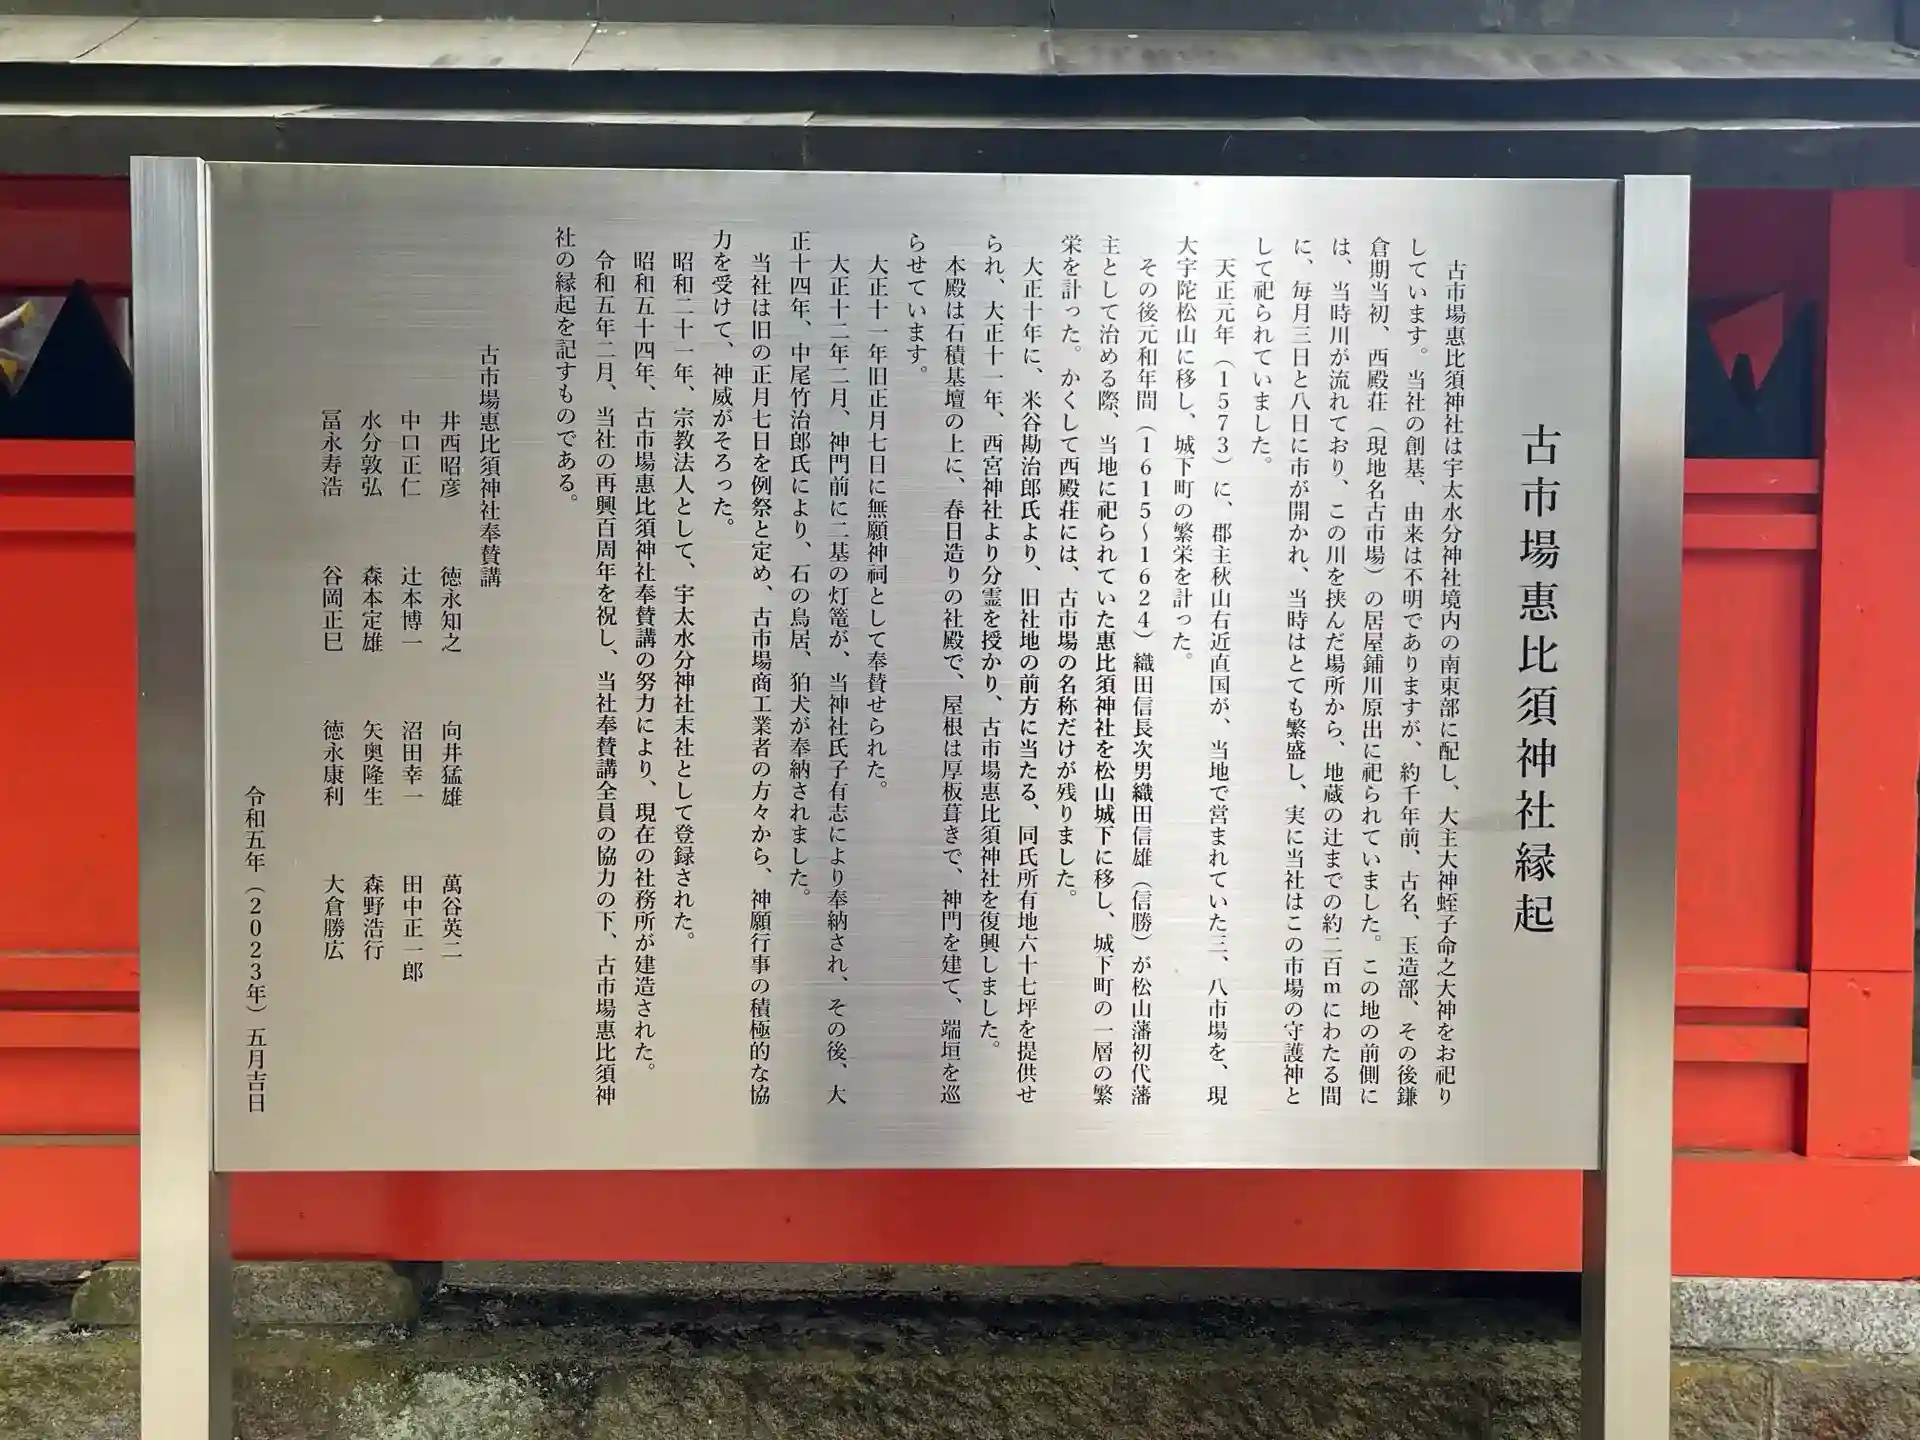 古市場恵比須神社縁起
古市場恵比須神社は宇太水分神社境内の南東部に配し、大主大神蛭子命之大神をお祀り
しています。当社の創基、由来は不明でありますが、約千年前、古名、玉造部、その後鎌
倉期当初、西殿荘（現地名古市場）の居屋鋪川原出に祀られていました。この地の前側に
は、当時川が流れており、この川を挟んだ場所から、地蔵の辻までの約二百mにわたる間
に、毎月三日と八日に市が開かれ、当時はとても繁盛し、実に当社はこの市場の守護神と
して祀られていました。
天正元年（1573）に、郡主秋山右近直国が、当地で営まれていた三、八市場を、現
大宇陀松山に移し、城下町の繁栄を計った。
その後元和年間（1615～1624）織田信長次男織田信雄（信勝）が松山藩初代藩
主として治める際、当地に祀られていた恵比須神社を松山城下に移し、城下町の一層の繁
栄を計った。かくして西殿荘には、古市場の名称だけが残りました。
大正十年に、米谷勘治郎氏より、旧社地の前方に当たる、同氏所有地六十七坪を提供せ
られ、大正十一年、西宮神社より分霊を授かり、古市場恵比須神社を復興しました。
本殿は石積基壇の上に、春日造りの社殿で、屋根は厚板葺きで、神門を建て、端垣を巡
らせています。
大正十一年旧正月七日に無願神祠として奉賛せられた。
大正十二年二月、神門前に二基の灯篭が、当神社氏子有志により奉納され、その後、大
正十四年、中尾竹治郎氏により、石の鳥居、狛犬が奉納されました。
当社は旧の正月七日を例祭と定め、古市場商工業者の方々から、神願行事の積極的な協
力を受けて、神威がそろった。
昭和二十一年、宗教法人として、宇太水分神社末社として登録された。
昭和五十四年、古市場恵比須神社奉賛講の努力により、現在の社務所が建造された。
令和五年二月、当社の再興百周年を祝し、当社奉賛講全員の協力の下、古市場恵比須神
社の縁起を記すものである。
古市場恵比須神社奉賛講
井西昭彦　徳永知之　向井猛雄　萬谷英二
中口正仁　辻本博一　沼田幸一　田中正一郎
水分敦弘　森本定雄　矢奥隆生　森野浩行
冨永寿浩　谷岡正巳　徳永康利　大倉勝広
令和五年（2023年）五月吉日